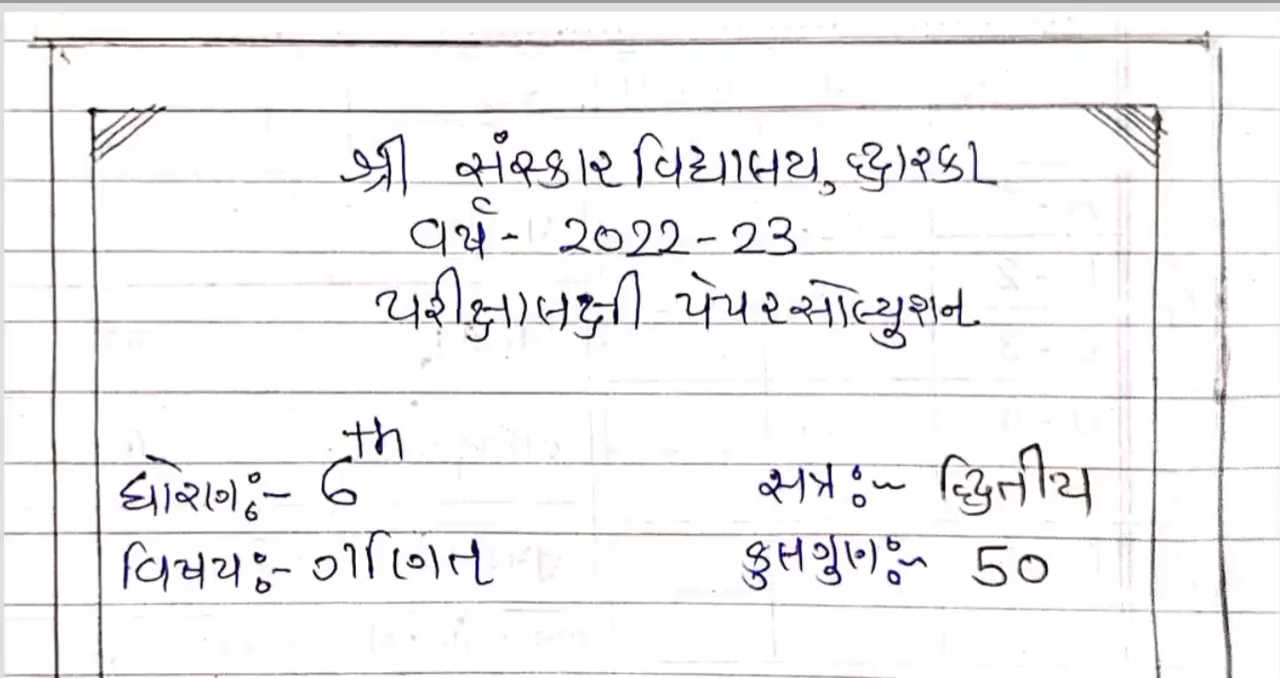 શ્રી સંસ્કાર વિદ્યાલય, દ્વારકા
વર્ષ - 2022-23
પરીક્ષાલક્ષી પેપર સોલ્યુશન
ધોરણ:- 6th
સત્ર:- દ્વિતીય
વિષય:- ગણિત
કુલગુણ:- 50